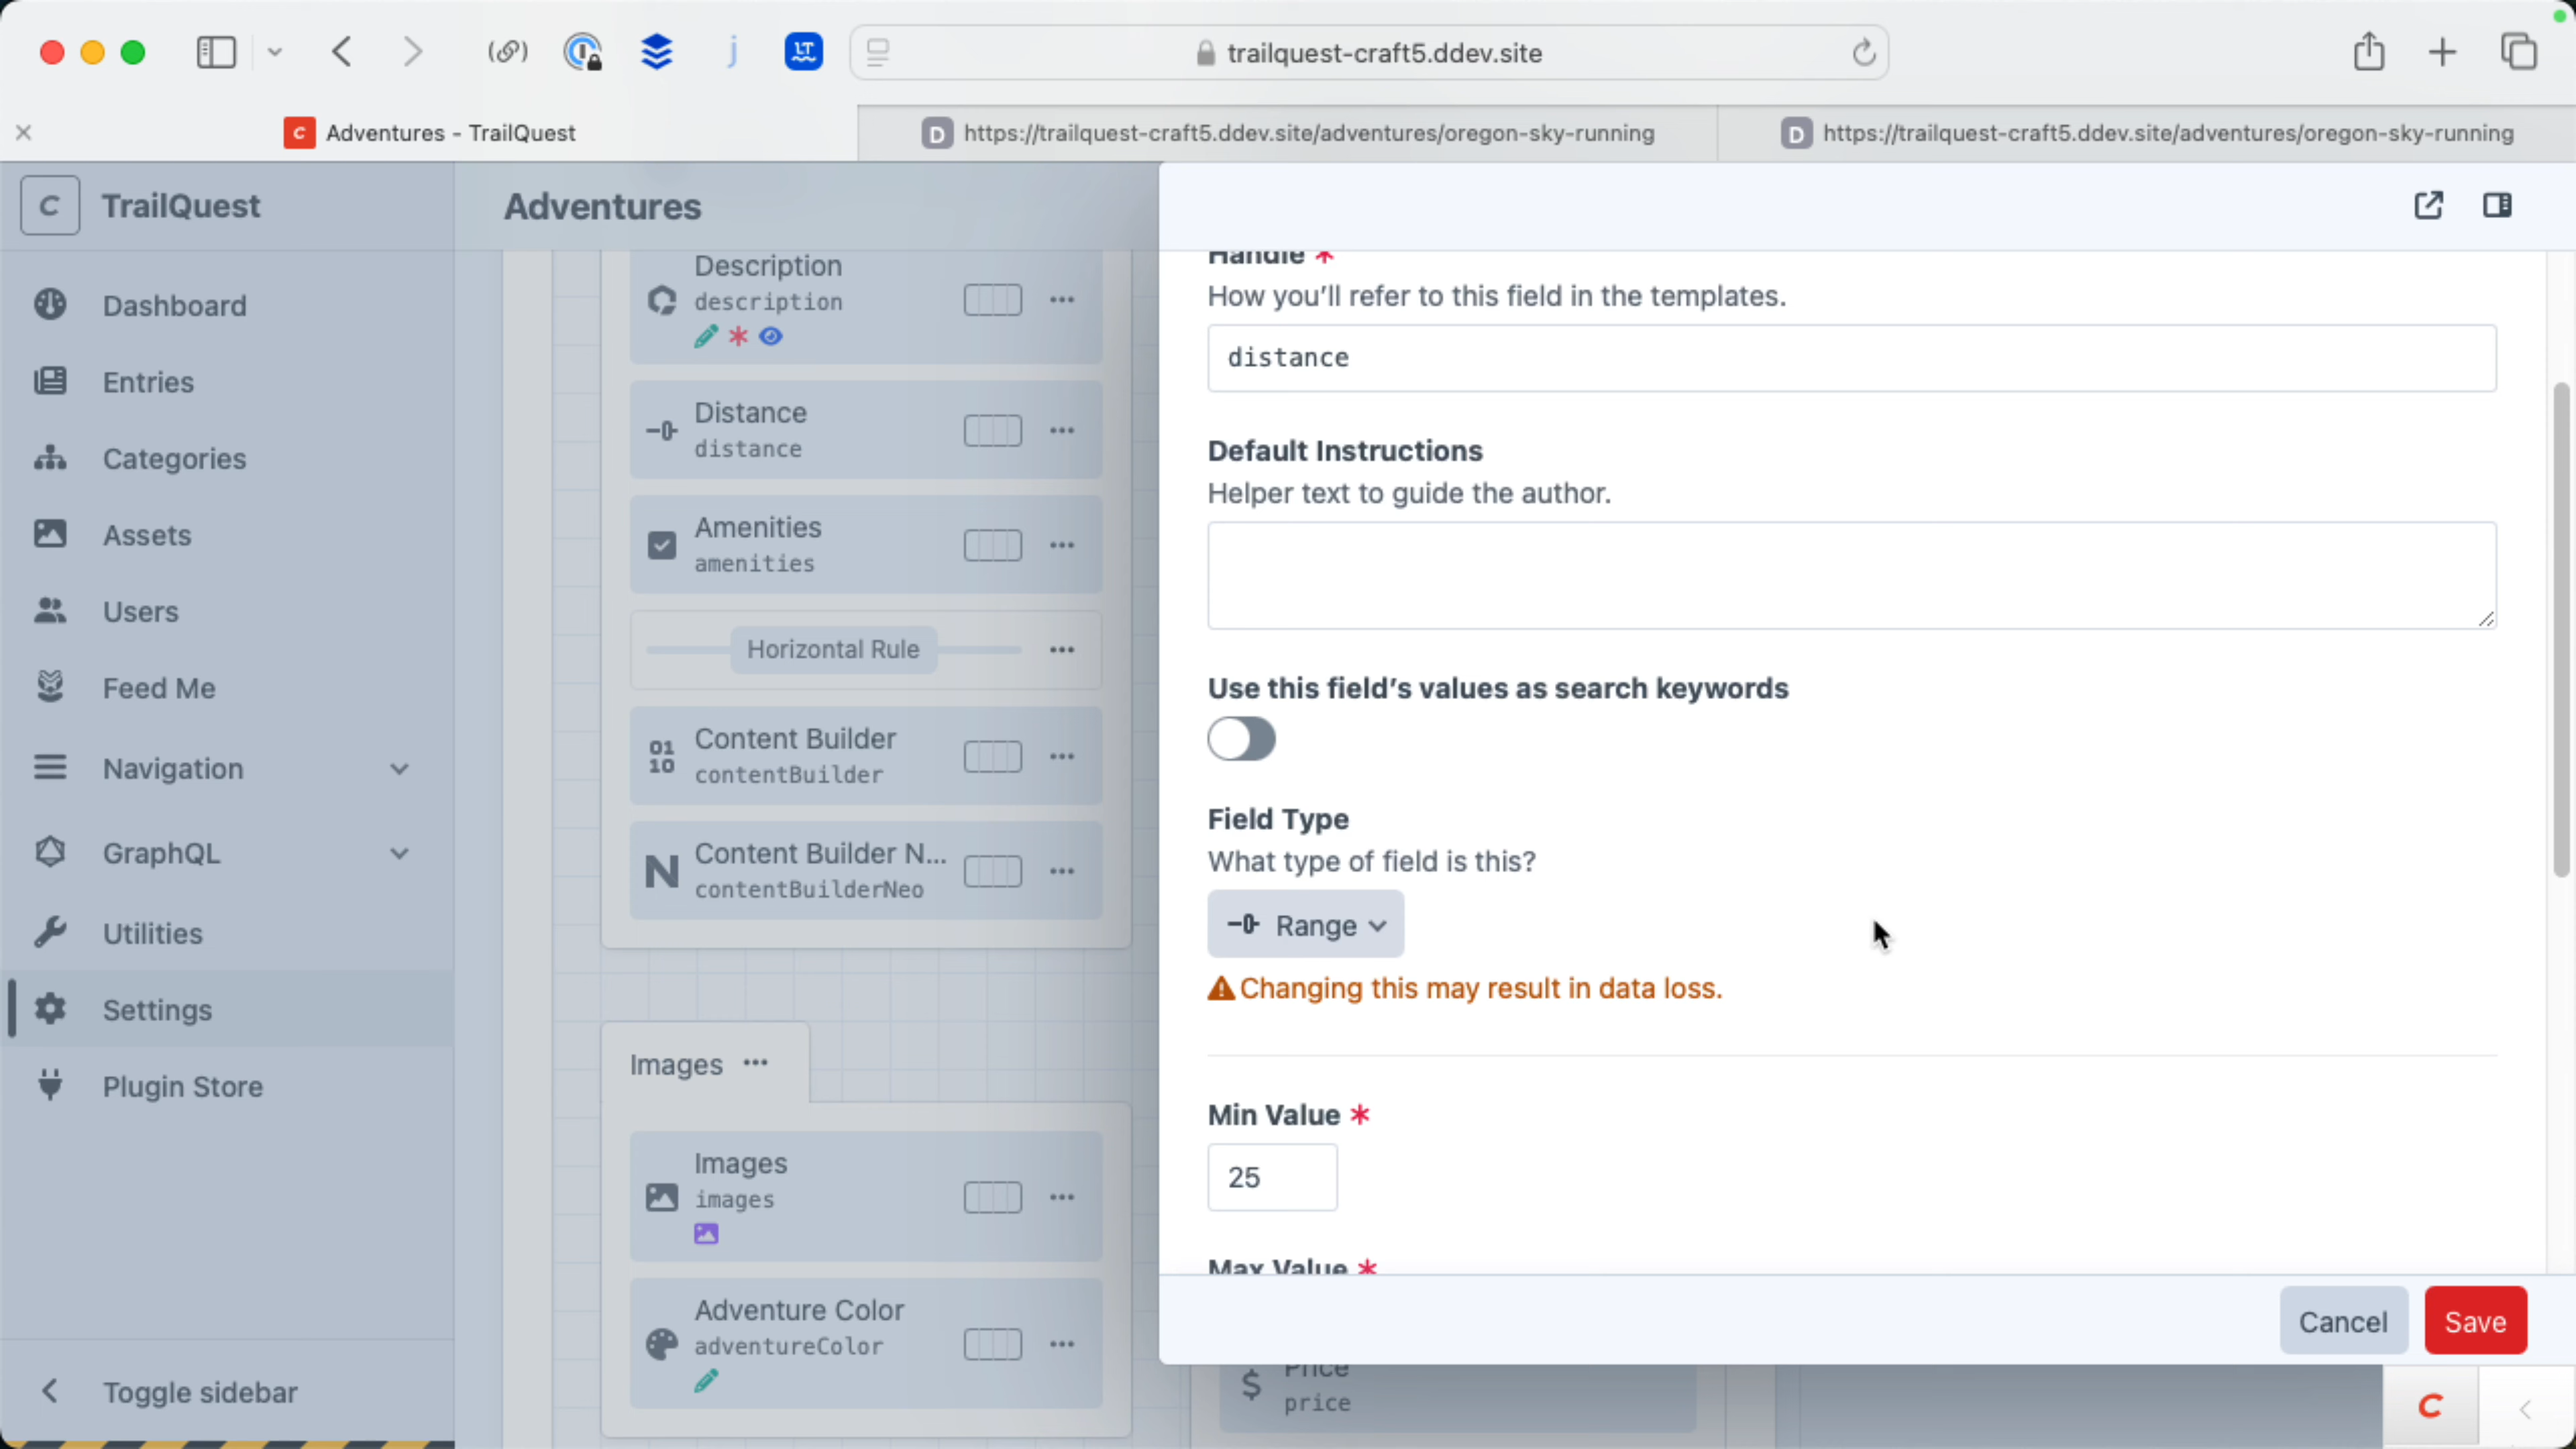 trailquest-craft5.ddev.site
Adventures - TrailQuest
https://trailquest-craft5.ddev.site/adventures/oregon-sky-running
https://trailquest-craft5.ddev.site/adventures/oregon-sky-running
TrailQuest
Dashboard
Entries
Categories
Assets
Users
Feed Me
Navigation
GraphQL
Utilities
Settings
Plugin Store
Toggle sidebar
Adventures
Description
description
Distance
distance
Amenities
amenities
Horizontal Rule
Content Builder
contentBuilder
Content Builder N...
contentBuilderNeo
Images
Images
images
Adventure Color
adventureColor
Handle *
How you’ll refer to this field in the templates.
distance
Default Instructions
Helper text to guide the author.
Use this field’s values as search keywords
Field Type
What type of field is this?
Range
Changing this may result in data loss.
Min Value *
25
Max Value *
Cancel
Save
Price
price